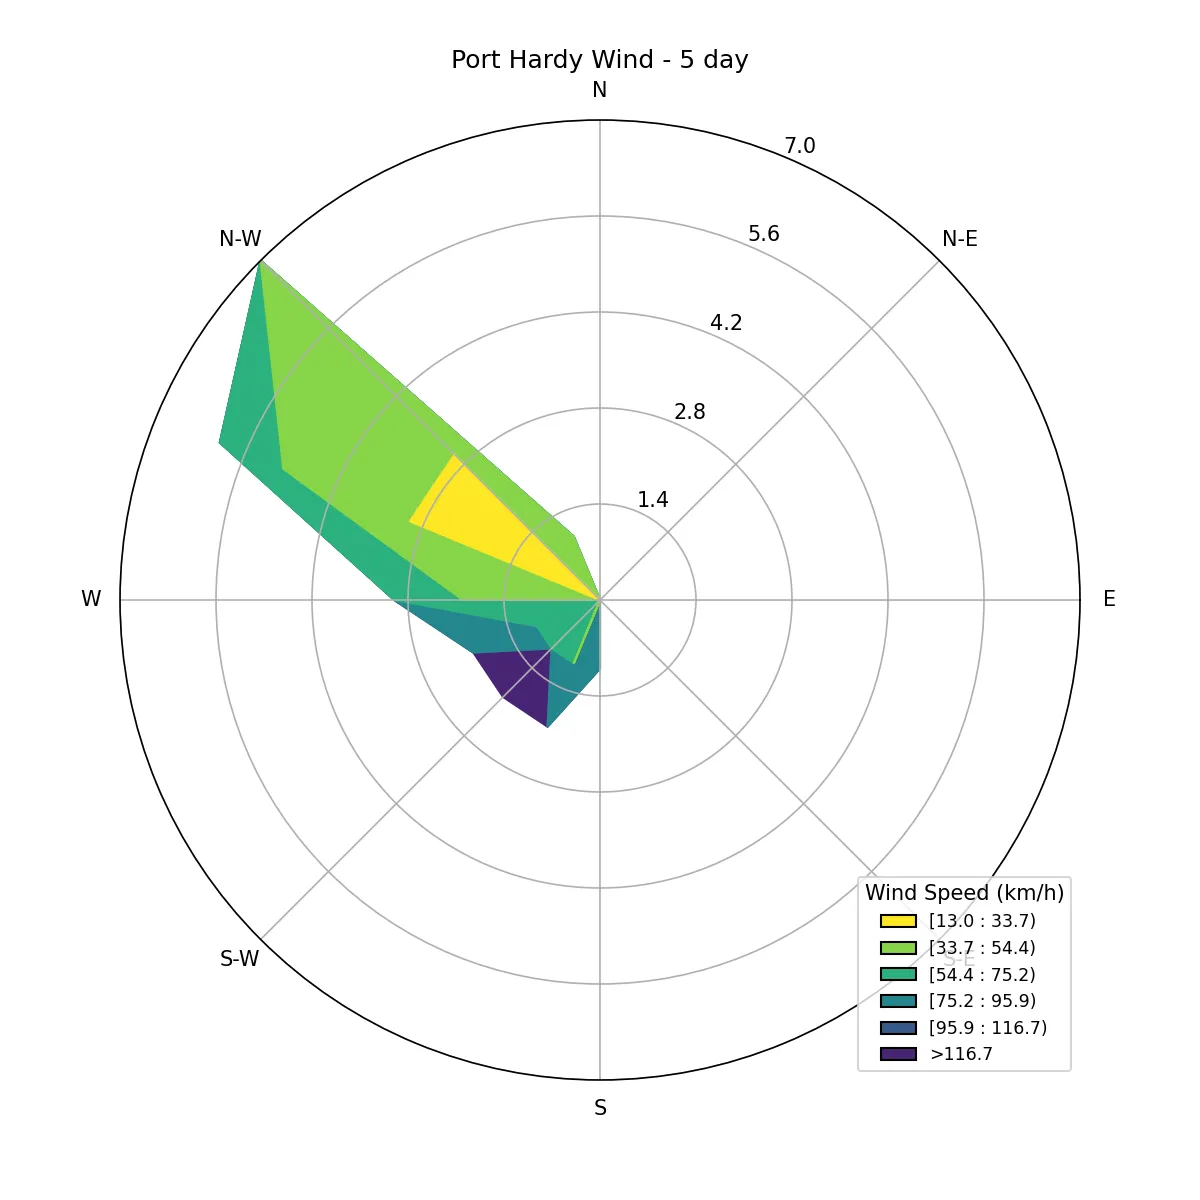 Port Hardy Wind - 5 day
N
7.0
N-W
N-E
5.6
4.2
2.8
1.4
W
E
Wind Speed (km/h)
[13.0 : 33.7)
[33.7 : 54.4)
S-W
S-E
[54.4 : 75.2)
[75.2 : 95.9)
[95.9 : 116.7)
>116.7
S